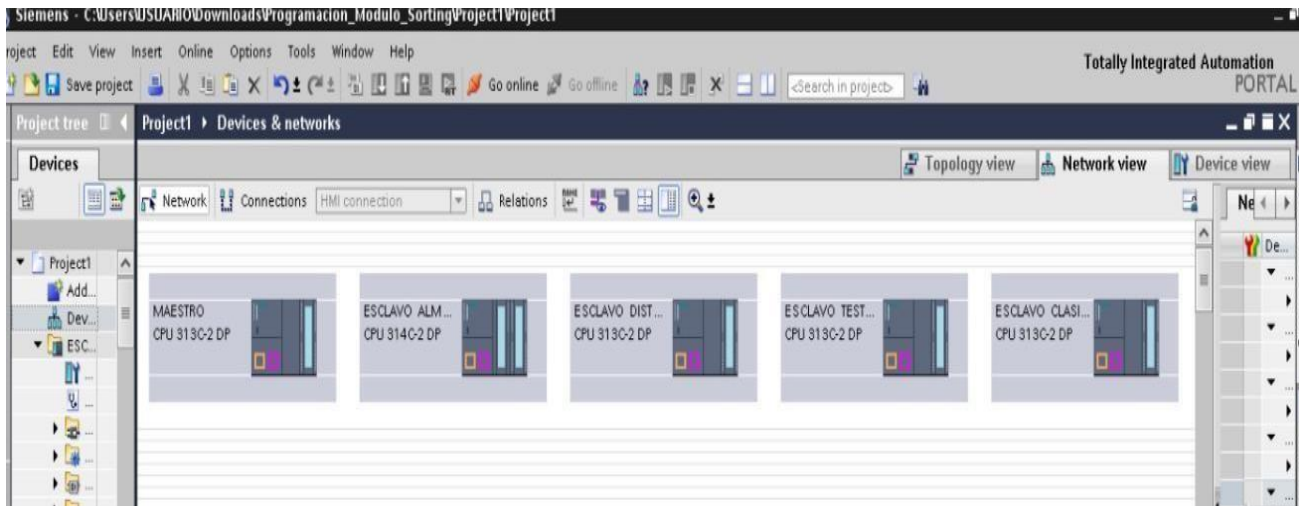 Siemens - C:\Users\USUARIO\Downloads\Programacion_Modulo_Sorting\Project1\Project1
roject Edit View Insert Online Options Tools Window Help
Totally Integrated Automation
PORTAL
Save project Go online Go offline <Search in project>
Project tree Project1 Devices & networks
Devices Topology view Network view Device view
Network Connections HMI connection Relations Ne
De...
Project1
Add...
Dev...
ESC...
...
...
...
...
...
MAESTRO
CPU 313C-2 DP
ESCLAVO ALM...
CPU 314C-2 DP
ESCLAVO DIST...
CPU 313C-2 DP
ESCLAVO TEST...
CPU 313C-2 DP
ESCLAVO CLASI...
CPU 313C-2 DP